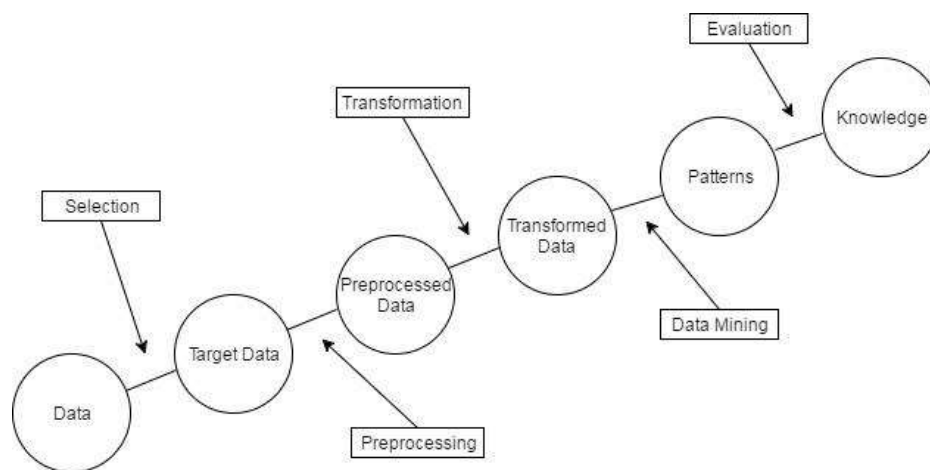 Evaluation
Knowledge
Transformation
Patterns
Selection
Transformed
Data
Preprocessed
Data
Data Mining
Target Data
Data
Preprocessing